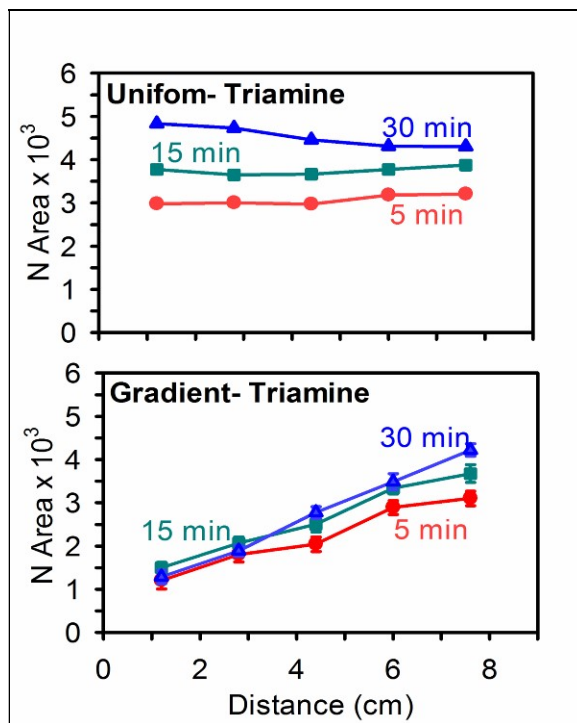 6
5
4
3
2
1
0
N Area x 10³
Unifom- Triamine
30 min
15 min
5 min
6
5
4
3
2
1
0
N Area x 10³
Gradient- Triamine
30 min
15 min
5 min
0 2 4 6 8
Distance (cm)